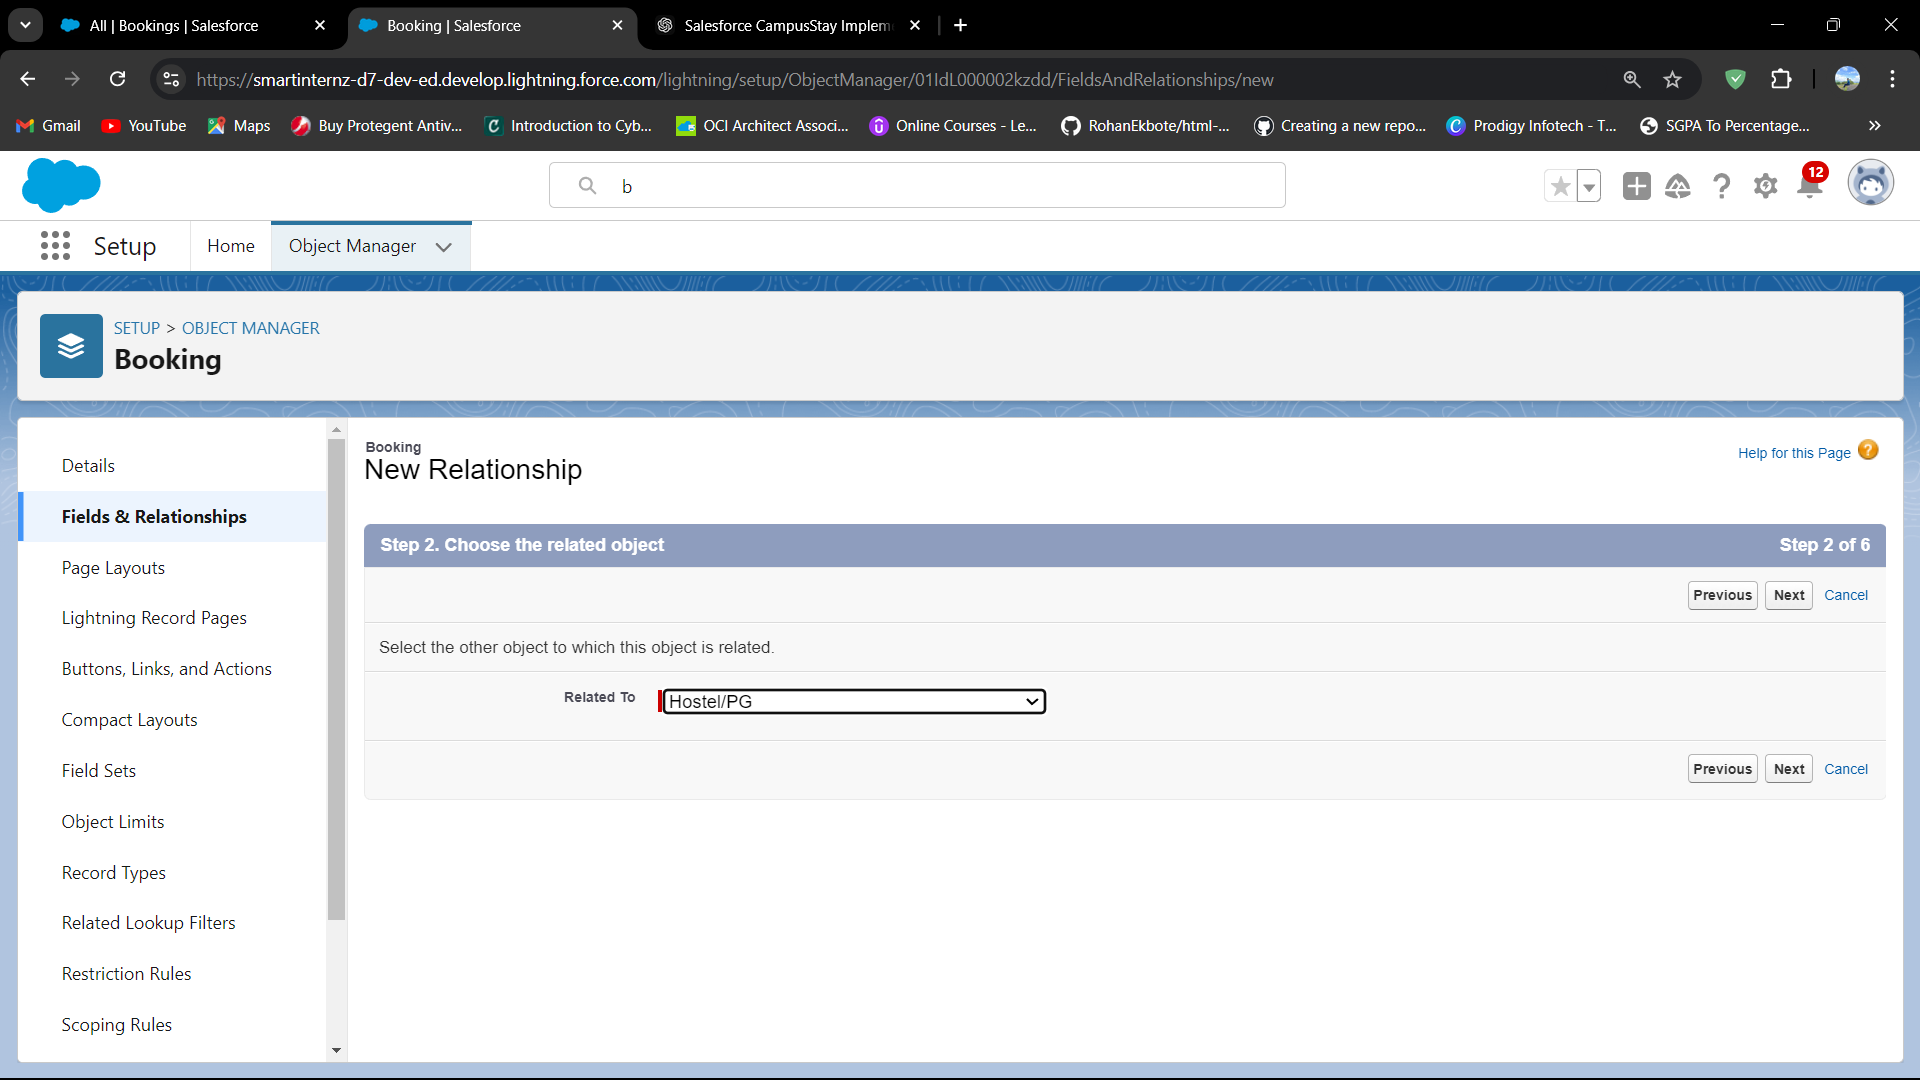 All | Bookings | Salesforce
Booking | Salesforce
Salesforce CampusStay Implem
https://smartinternz-d7-dev-ed.develop.lightning.force.com/lightning/setup/ObjectManager/01IdL000002kzdd/FieldsAndRelationships/new
Gmail
YouTube
Maps
Buy Protegent Antiv...
Introduction to Cyb...
OCI Architect Associ...
Online Courses - Le...
RohanEkbote/html-...
Creating a new repo...
Prodigy Infotech - T...
SGPA To Percentage...
b
12
Setup
Home
Object Manager
SETUP > OBJECT MANAGER
Booking
Details
Fields & Relationships
Page Layouts
Lightning Record Pages
Buttons, Links, and Actions
Compact Layouts
Field Sets
Object Limits
Record Types
Related Lookup Filters
Restriction Rules
Scoping Rules
Booking
New Relationship
Help for this Page
Step 2. Choose the related object
Step 2 of 6
Previous Next Cancel
Select the other object to which this object is related.
Related To Hostel/PG
Previous Next Cancel